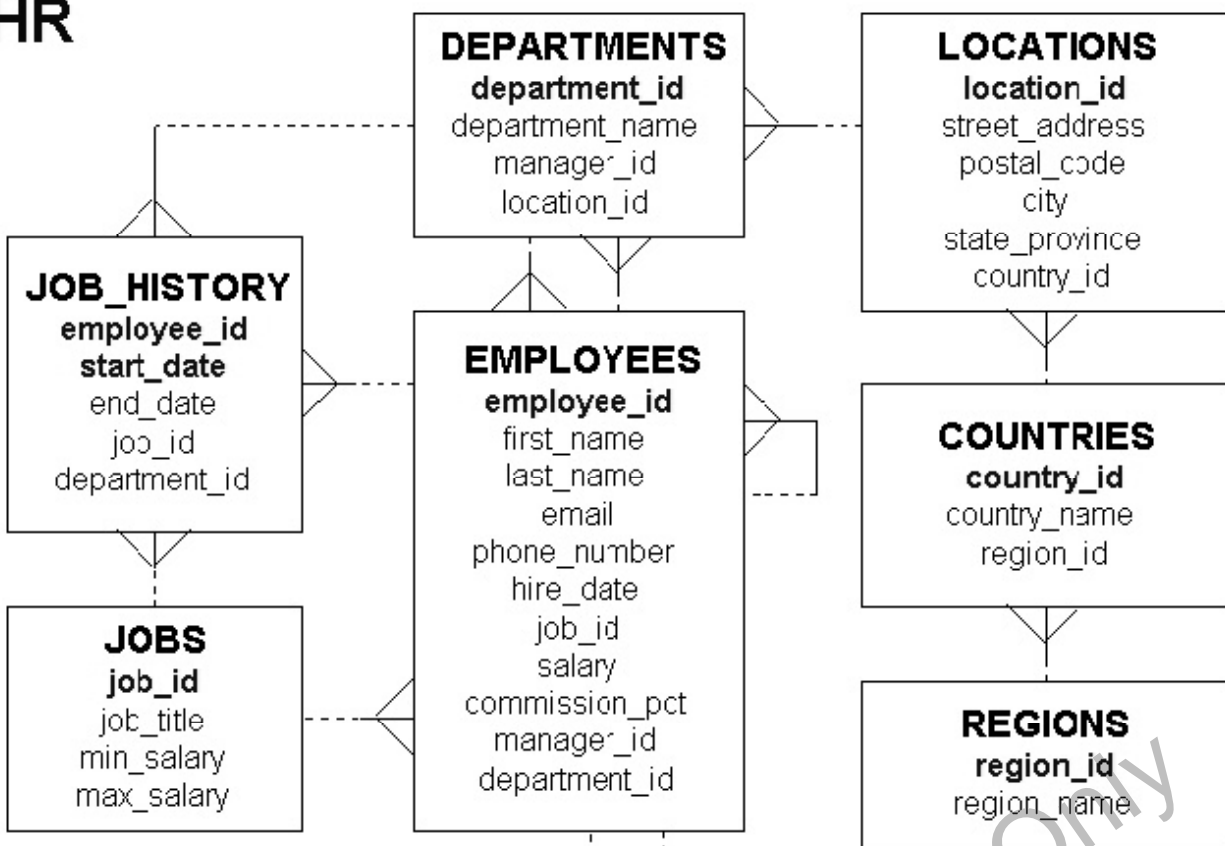 HR
DEPARTMENTS
department_id
department_name
manager_id
location_id
LOCATIONS
location_id
street_address
postal_code
city
state_province
country_id
JOB_HISTORY
employee_id
start_date
end_date
job_id
department_id
EMPLOYEES
employee_id
first_name
last_name
email
phone_number
hire_date
job_id
salary
commission_pct
manager_id
department_id
COUNTRIES
country_id
country_name
region_id
JOBS
job_id
job_title
min_salary
max_salary
REGIONS
region_id
region_name
Only